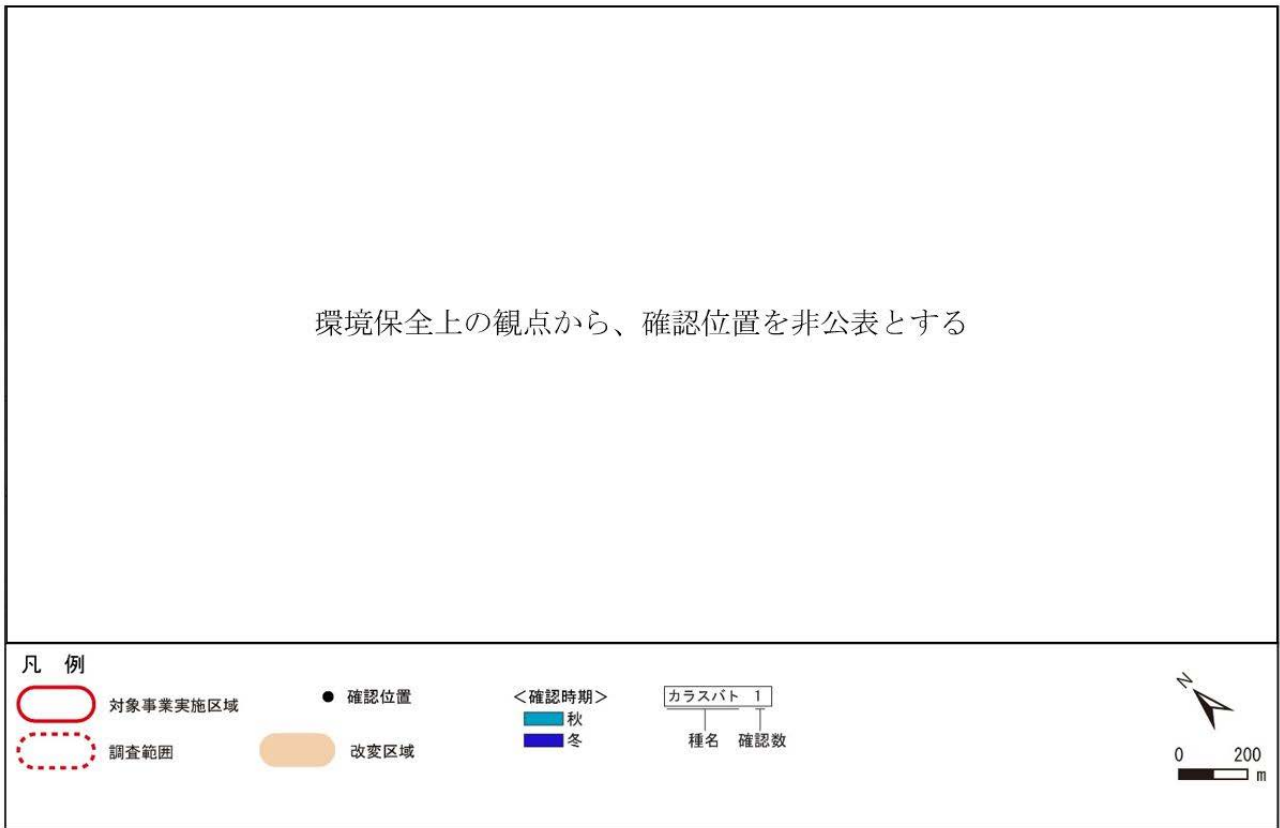 環境保全上の観点から、確認位置を非公表とする
凡 例
対象事業実施区域
● 確認位置
<確認時期>
秋
冬
カラスバト 1
種名 確認数
調査範囲
改変区域
N
0 200
m